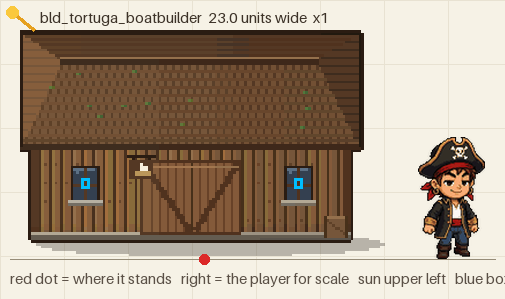 bld_tortuga_boatbuilder  23.0 units wide  x1
red dot = where it stands  right = the player for scale  sun upper left  blue